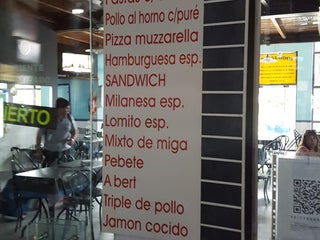 Pollo al horno c/puré
Pizza muzzarella
Hamburguesa esp.
SANDWICH
Milanesa esp.
Lomito esp.
Mixto de miga
Pebete
A bert
Triple de pollo
Jamon cocido
IERTO